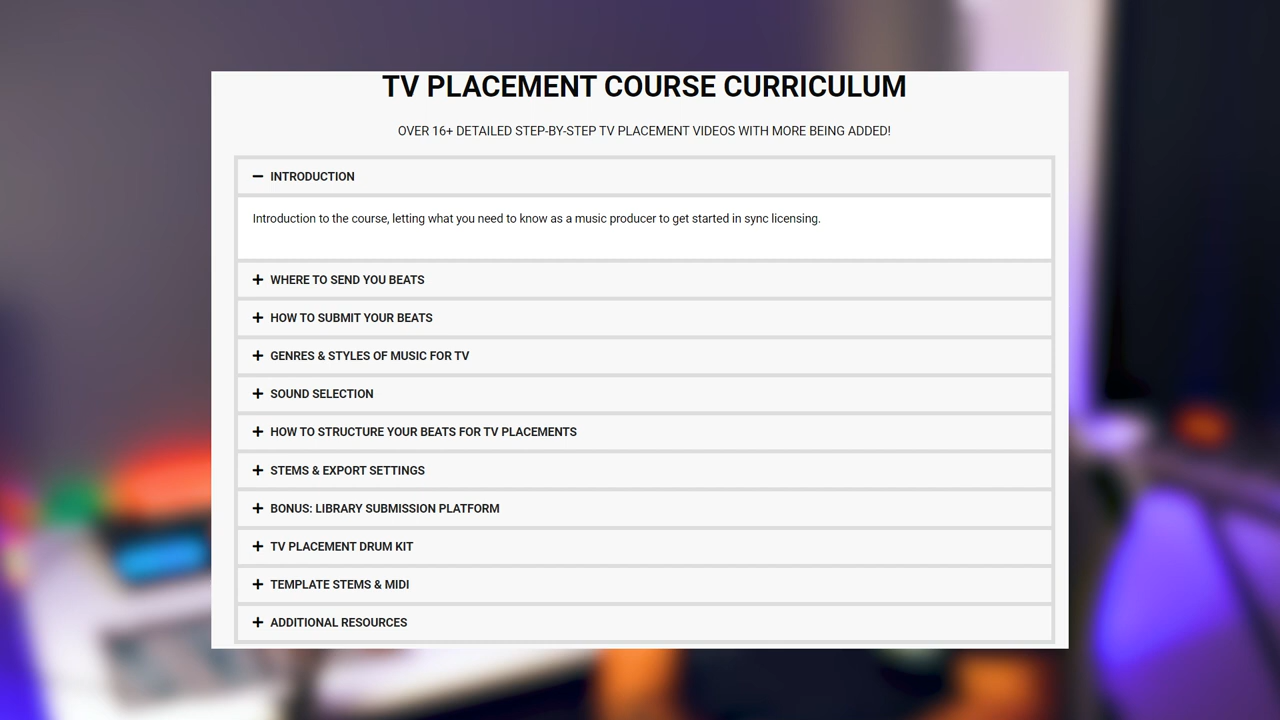 TV PLACEMENT COURSE CURRICULUM
OVER 16+ DETAILED STEP-BY-STEP TV PLACEMENT VIDEOS WITH MORE BEING ADDED!
INTRODUCTION
Introduction to the course, letting what you need to know as a music producer to get started in sync licensing.
WHERE TO SEND YOU BEATS
HOW TO SUBMIT YOUR BEATS
GENRES & STYLES OF MUSIC FOR TV
SOUND SELECTION
HOW TO STRUCTURE YOUR BEATS FOR TV PLACEMENTS
STEMS & EXPORT SETTINGS
BONUS: LIBRARY SUBMISSION PLATFORM
TV PLACEMENT DRUM KIT
TEMPLATE STEMS & MIDI
ADDITIONAL RESOURCES